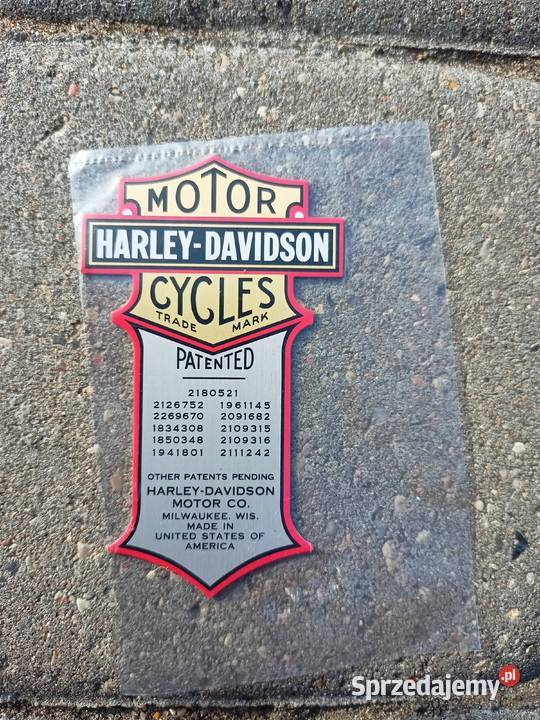 MOTOR
HARLEY-DAVIDSON
CYCLES
TRADE MARK
PATENTED
2180521
2126752 1961145
2269670 2091682
1834308 2109315
1850348 2109316
1941801 2111242
OTHER PATENTS PENDING
HARLEY-DAVIDSON
MOTOR CO.
MILWAUKEE, WIS.
MADE IN
UNITED STATES OF
AMERICA
Sprzedajemy.pl